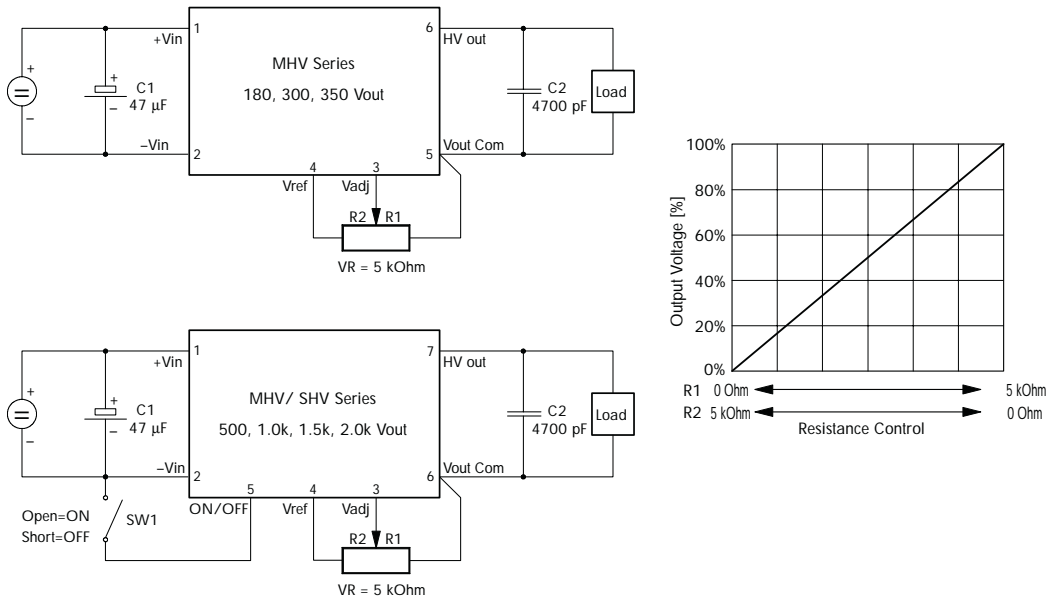 1
+Vin
6
HV out
MHV Series
180, 300, 350 Vout
+
−
+
C1
47 µF
−
C2
4700 pF
Load
−Vin
2
Vout Com
5
4
3
Vref
Vadj
R2 R1
VR = 5 kOhm
1
+Vin
7
HV out
MHV/ SHV Series
500, 1.0k, 1.5k, 2.0k Vout
+
−
+
C1
47 µF
−
C2
4700 pF
Load
−Vin
2
Vout Com
6
5
4
3
ON/OFF
Vref
Vadj
Open=ON
Short=OFF
SW1
R2 R1
VR = 5 kOhm
Output Voltage [%]
100%
80%
60%
40%
20%
0%
R1 0 Ohm 5 kOhm
R2 5 kOhm 0 Ohm
Resistance Control